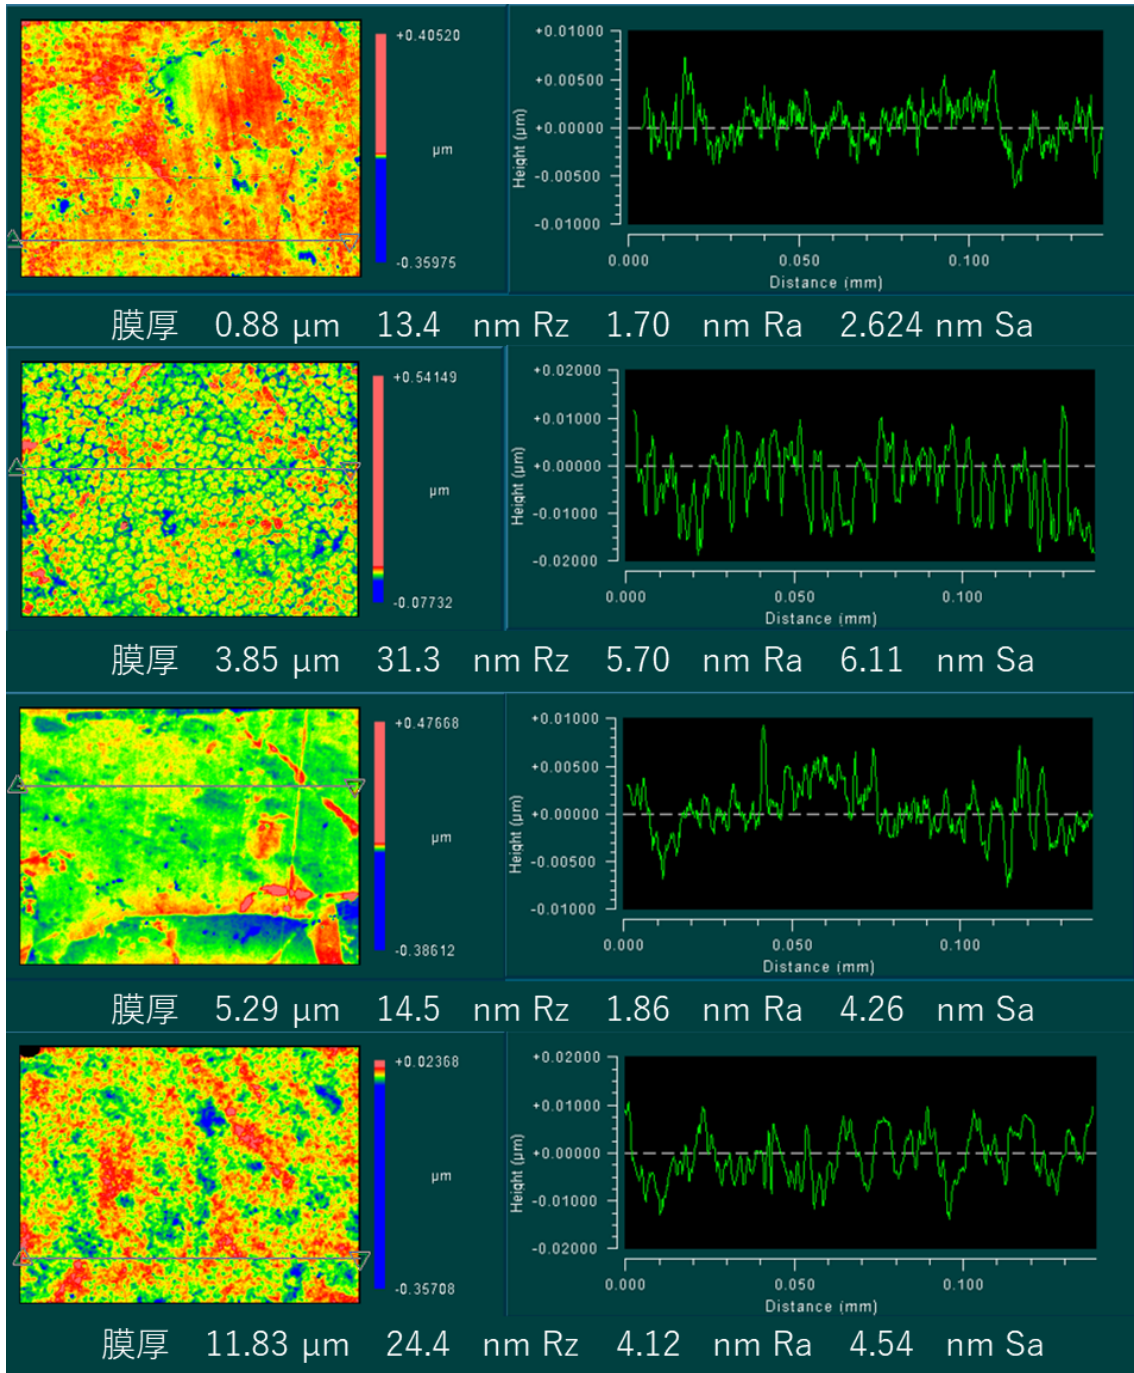 +0.40520
μm
-0.35975
+0.01000
+0.00500
+0.00000
-0.00500
-0.01000
Height (μm)
0.000 0.050 0.100
Distance (mm)
膜厚 0.88 μm 13.4 nm Rz 1.70 nm Ra 2.624 nm Sa
+0.54149
μm
-0.07732
+0.02000
+0.01000
+0.00000
-0.01000
-0.02000
Height (μm)
0.000 0.050 0.100
Distance (mm)
膜厚 3.85 μm 31.3 nm Rz 5.70 nm Ra 6.11 nm Sa
+0.47668
μm
-0.38612
+0.01000
+0.00500
+0.00000
-0.00500
-0.01000
Height (μm)
0.000 0.050 0.100
Distance (mm)
膜厚 5.29 μm 14.5 nm Rz 1.86 nm Ra 4.26 nm Sa
+0.02368
μm
-0.35708
+0.02000
+0.01000
+0.00000
-0.01000
-0.02000
Height (μm)
0.000 0.050 0.100
Distance (mm)
膜厚 11.83 μm 24.4 nm Rz 4.12 nm Ra 4.54 nm Sa